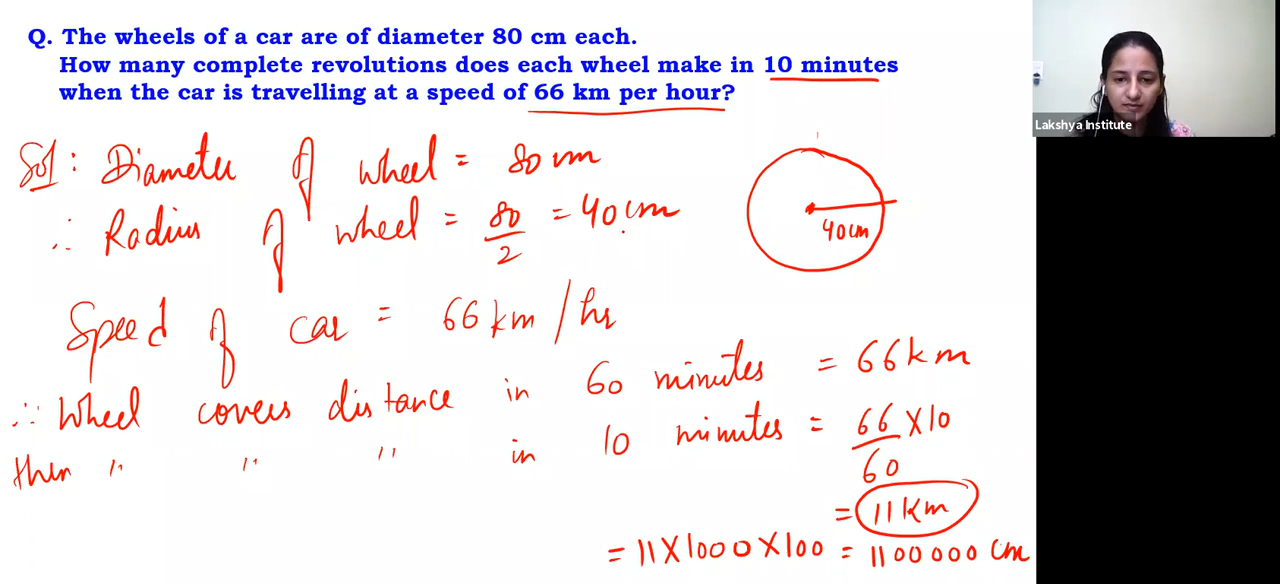 Q. The wheels of a car are of diameter 80 cm each.
How many complete revolutions does each wheel make in 10 minutes
when the car is travelling at a speed of 66 km per hour?
Lakshya Institute
Sol: Diameter of wheel = 80 cm
∴ Radius of wheel = 80/2 = 40 cm
40 cm
Speed of car = 66 km/hr
∴ Wheel covers distance in 60 minutes = 66 km
then " " " in 10 minutes = 66/60 X 10
= 11 km
= 11 X 1000 X 100 = 1100000 cm